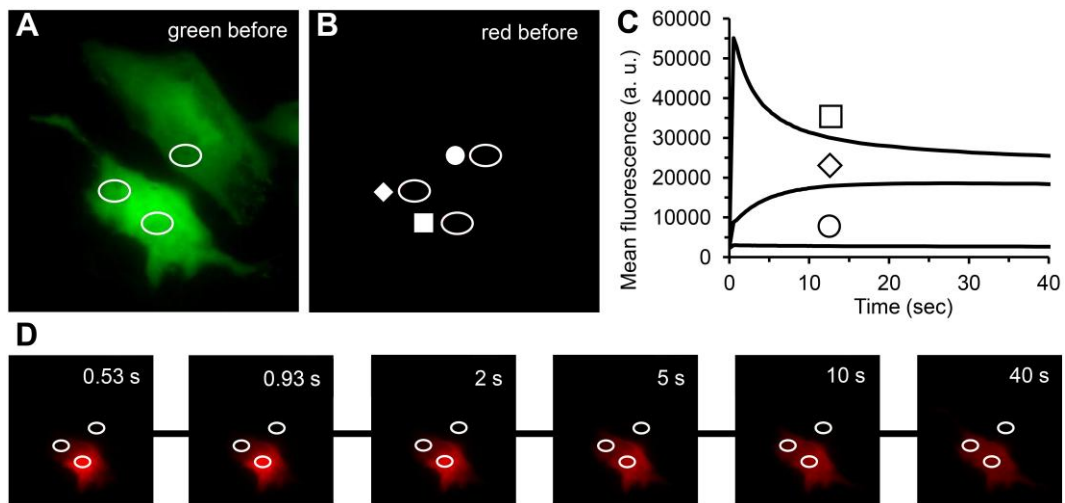 A
green before
B
red before
C
Mean fluorescence (a. u.)
60000
50000
40000
30000
20000
10000
0
0 10 20 30 40
Time (sec)
D
0.53 s
0.93 s
2 s
5 s
10 s
40 s